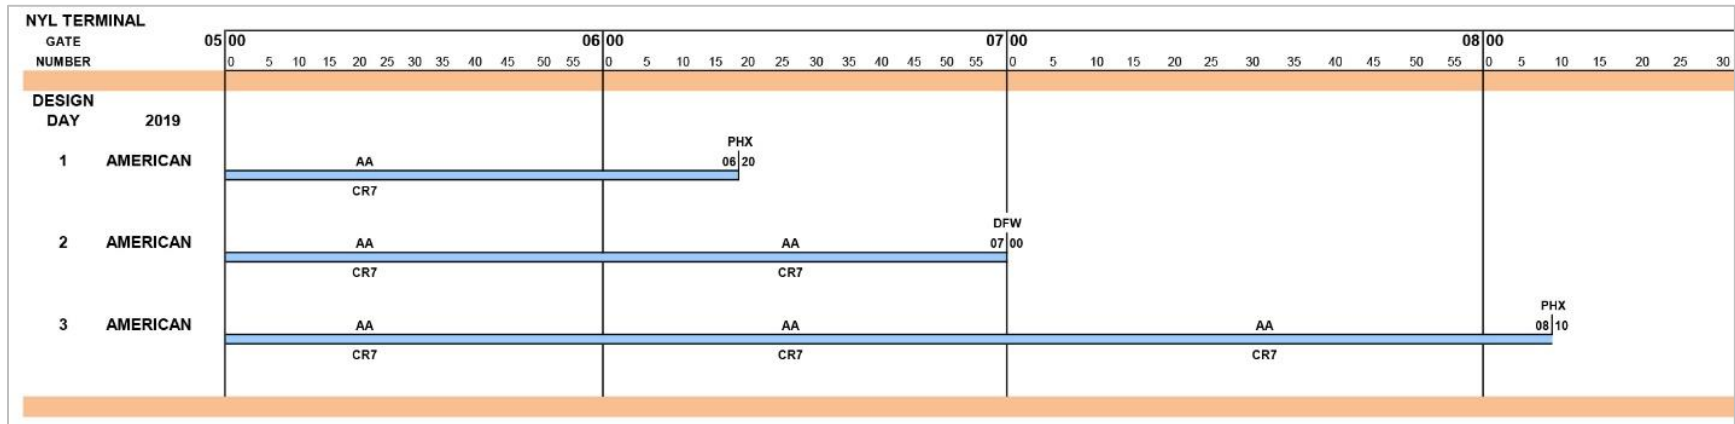 NYL TERMINAL
GATE 05 00 06 00 07 00 08 00
NUMBER 0 5 10 15 20 25 30 35 40 45 50 55 0 5 10 15 20 25 30 35 40 45 50 55 0 5 10 15 20 25 30 35 40 45 50 55 0 5 10 15 20 25 30
DESIGN
DAY 2019
PHX
1 AMERICAN AA 06 20
CR7
DFW
2 AMERICAN AA AA 07 00
CR7 CR7
PHX
3 AMERICAN AA AA AA 08 10
CR7 CR7 CR7